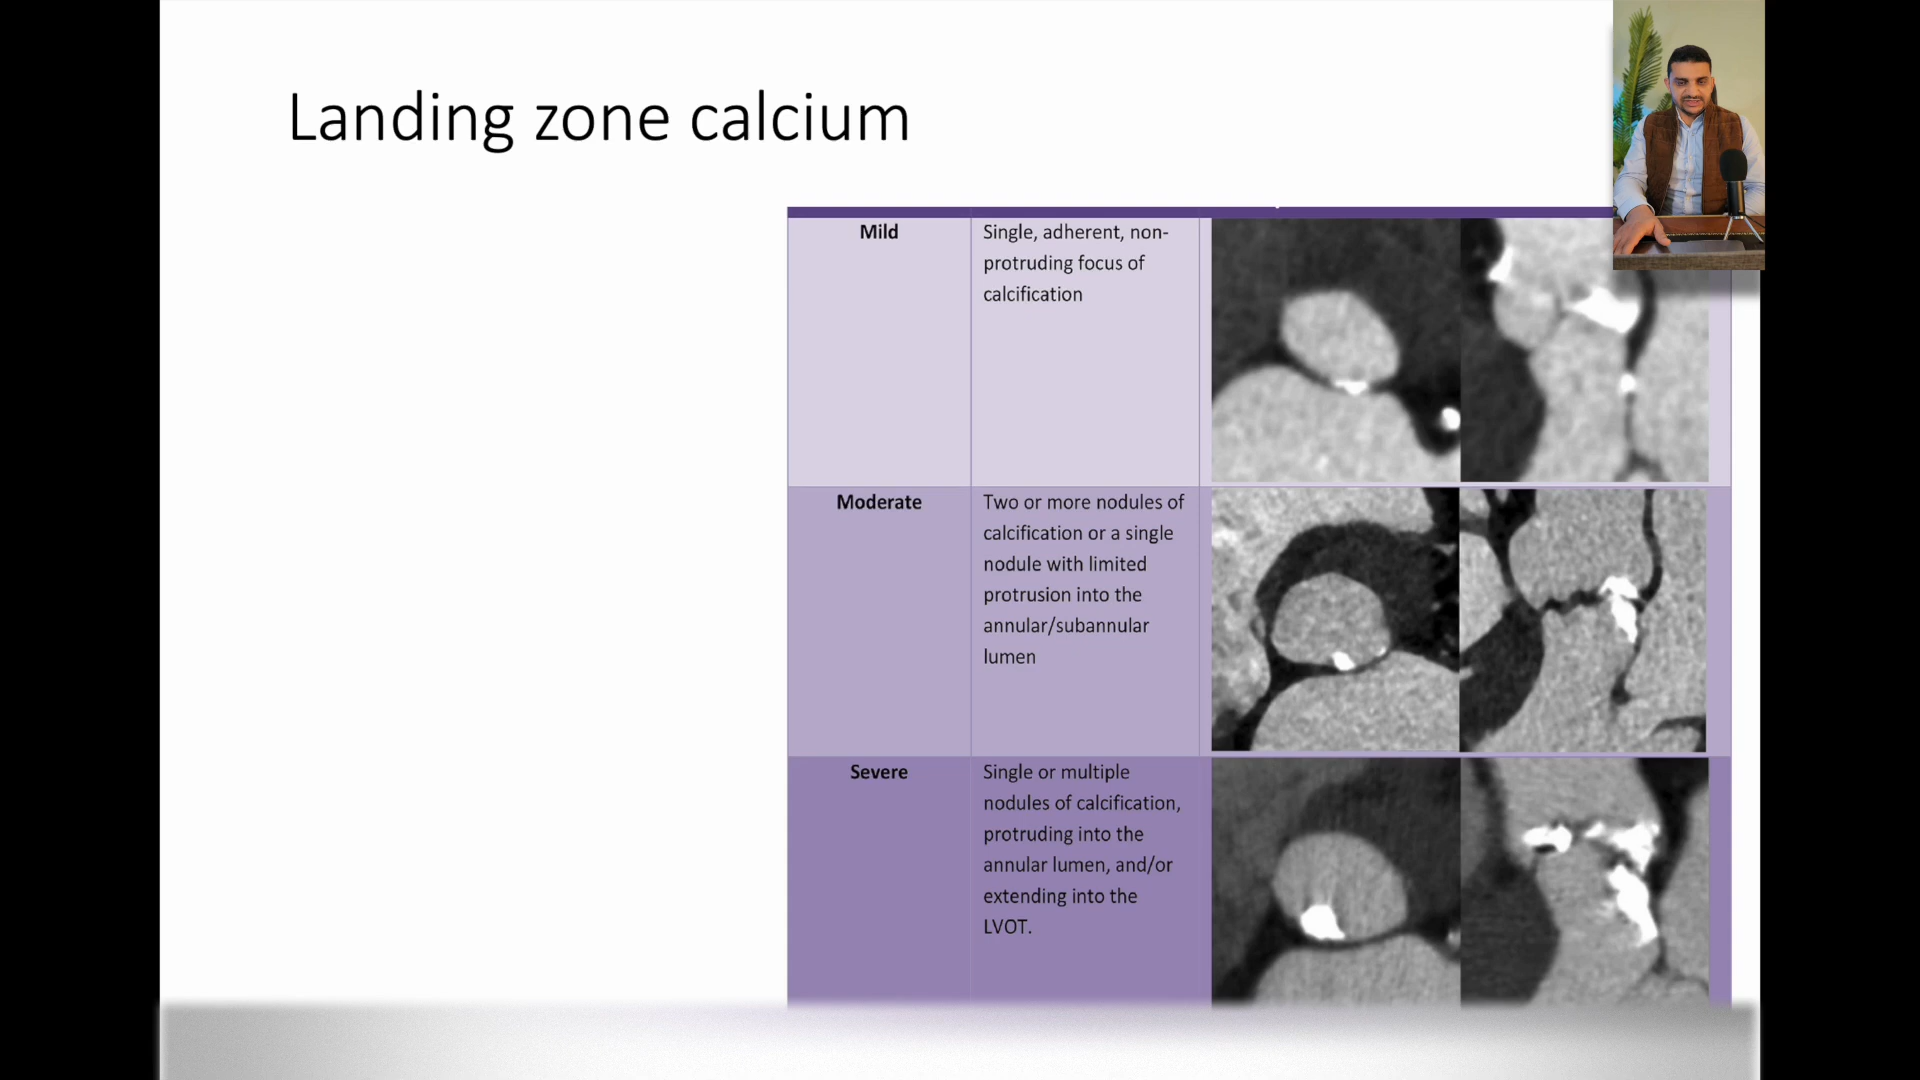 Landing zone calcium
Mild
Single, adherent, non-
protruding focus of
calcification
Moderate
Two or more nodules of
calcification or a single
nodule with limited
protrusion into the
annular/subannular
lumen
Severe
Single or multiple
nodules of calcification,
protruding into the
annular lumen, and/or
extending into the
LVOT.